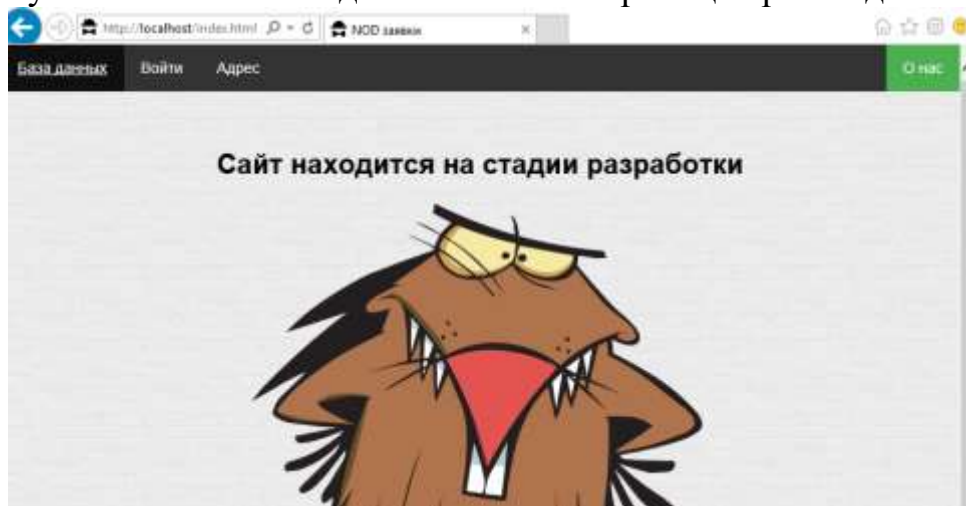 http://localhost/index.html
NOD заявки
База данных
Войти
Адрес
О нас
Сайт находится на стадии разработки